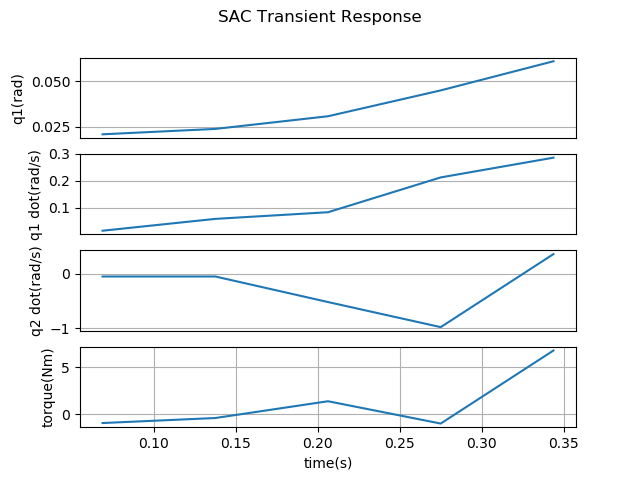 SAC Transient Response
q1(rad)
0.050
0.025
q1 dot(rad/s)
0.3
0.2
0.1
q2 dot(rad/s)
0
−1
torque(Nm)
5
0
0.10 0.15 0.20 0.25 0.30 0.35
time(s)